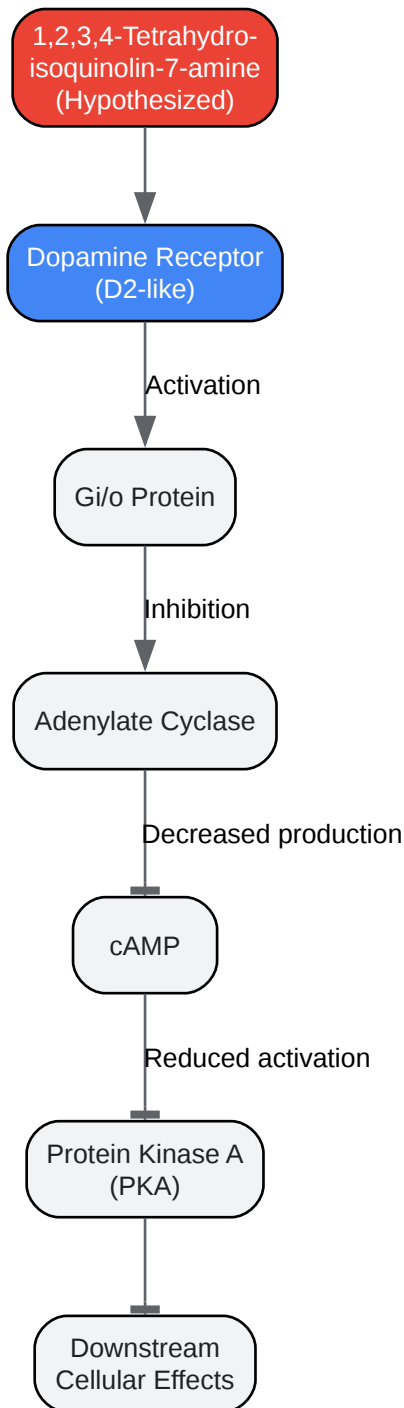 1,2,3,4-Tetrahydro-
isoquinolin-7-amine
(Hypothesized)
Dopamine Receptor
(D2-like)
Activation
Gi/o Protein
Inhibition
Adenylate Cyclase
Decreased production
cAMP
Reduced activation
Protein Kinase A
(PKA)
Downstream
Cellular Effects